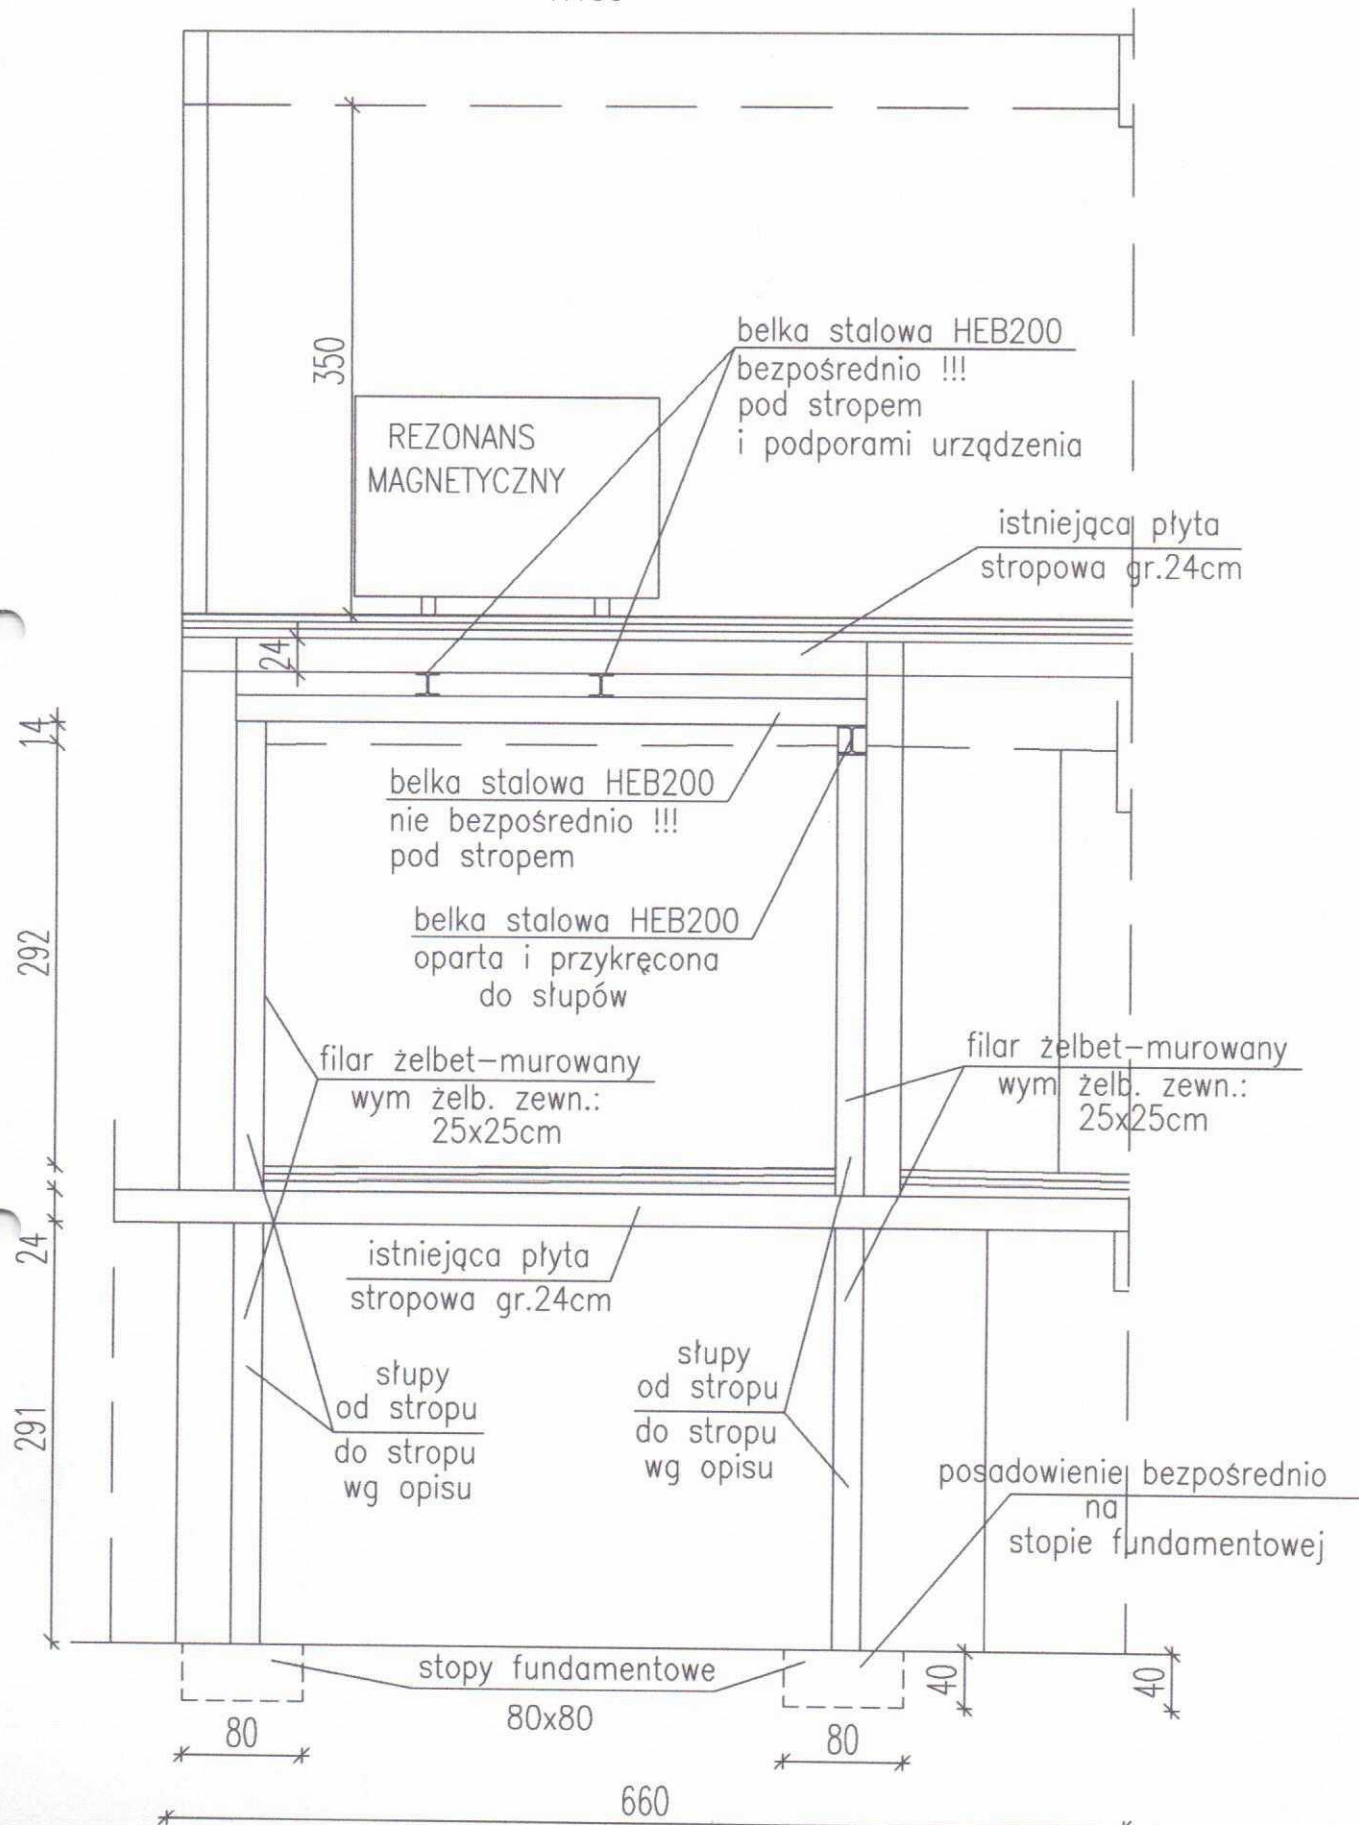 350
belka stalowa HEB200
bezpośrednio !!!
pod stropem
i podporami urządzenia
REZONANS
MAGNETYCZNY
istniejąca płyta
stropowa gr.24cm
24
14
belka stalowa HEB200
nie bezpośrednio !!!
pod stropem
belka stalowa HEB200
oparta i przykręcona
do słupów
292
filar żelbet-murowany
wym żelb. zewn.:
25x25cm
filar żelbet-murowany
wym żelb. zewn.:
25x25cm
24
istniejąca płyta
stropowa gr.24cm
291
słupy
od stropu
do stropu
wg opisu
słupy
od stropu
do stropu
wg opisu
posadowienie bezpośrednio
na
stopie fundamentowej
stopy fundamentowe
80x80
40
40
80
80
660